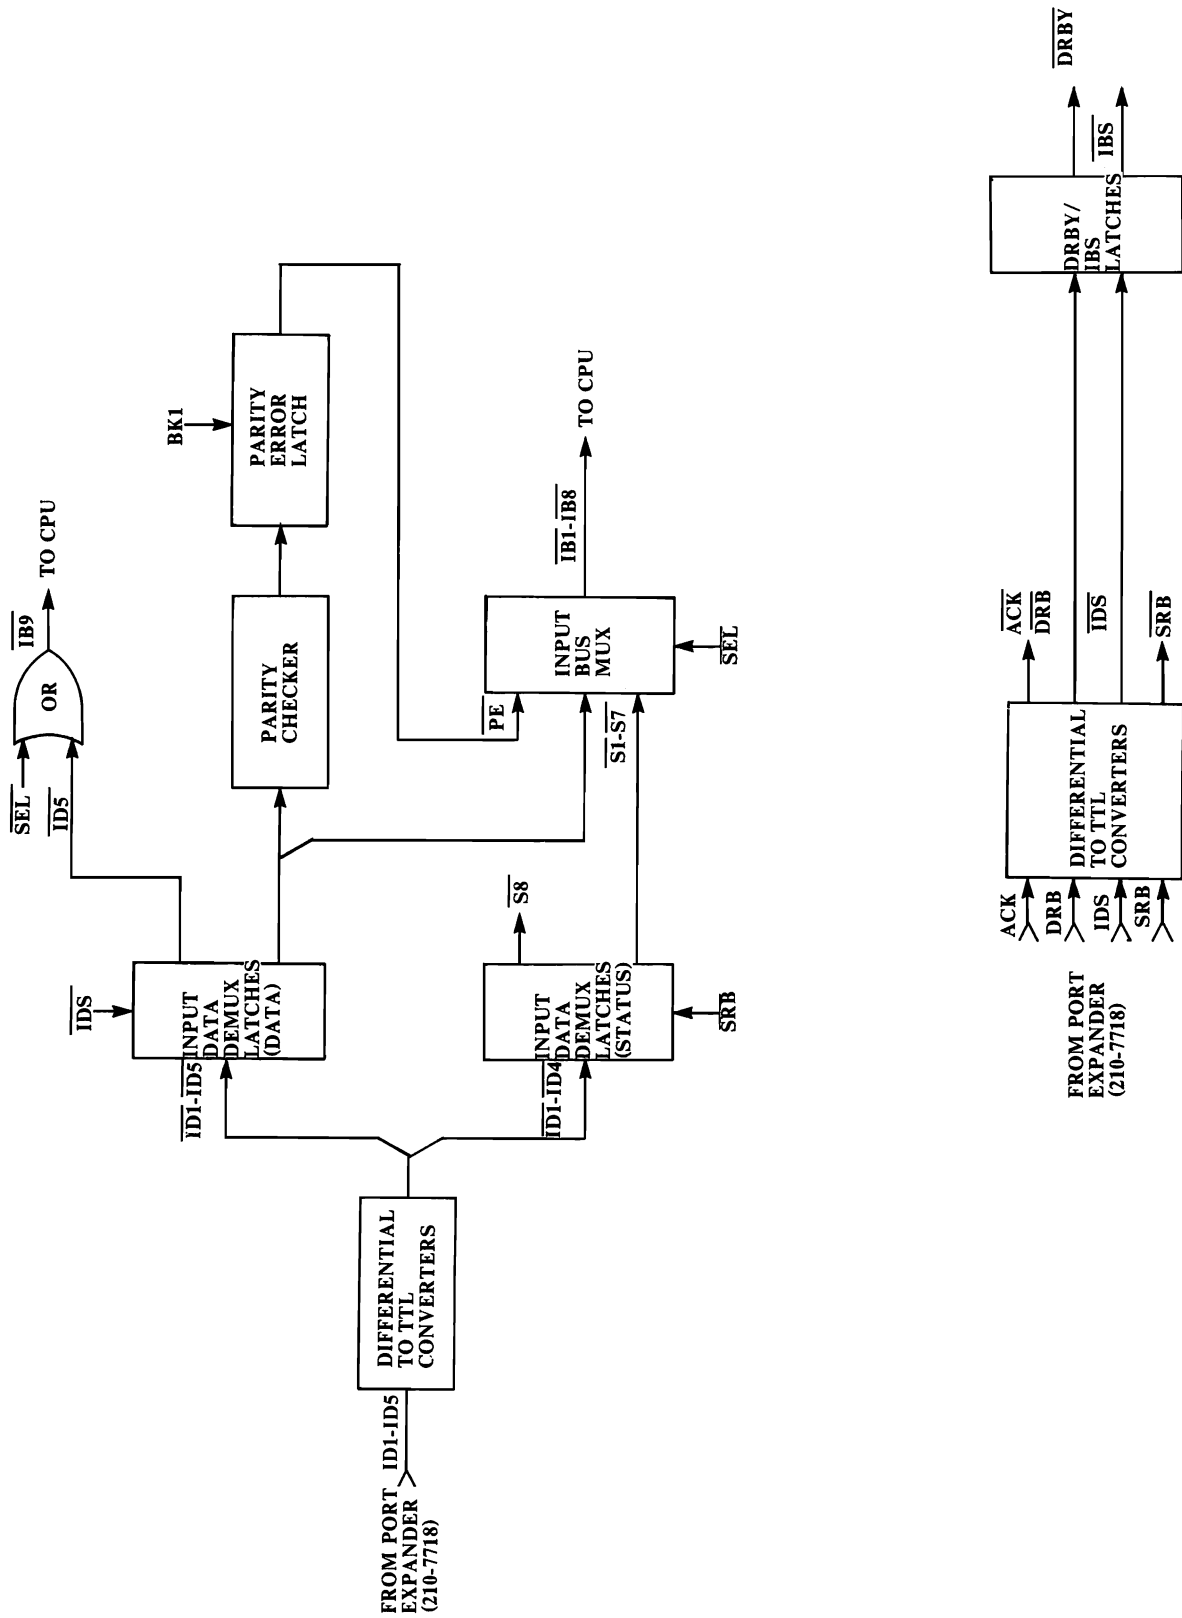 IB9
TO CPU
OR
SEL
ID5
IDS
ID1-ID5
INPUT
DATA
DEMUX
LATCHES
(DATA)
PARITY
CHECKER
BK1
PARITY
ERROR
LATCH
FROM PORT
EXPANDER
(210-7718)
ID1-ID5
DIFFERENTIAL
TO TTL
CONVERTERS
ID1-ID4
INPUT
DATA
DEMUX
LATCHES
(STATUS)
SRB
S8
PE
S1-S7
INPUT
BUS
MUX
SEL
IB1-IB8
TO CPU
FROM PORT
EXPANDER
(210-7718)
ACK
DRB
IDS
SRB
DIFFERENTIAL
TO TTL
CONVERTERS
ACK
DRB
IDS
SRB
DRBY/
IBS
LATCHES
DRBY
IBS